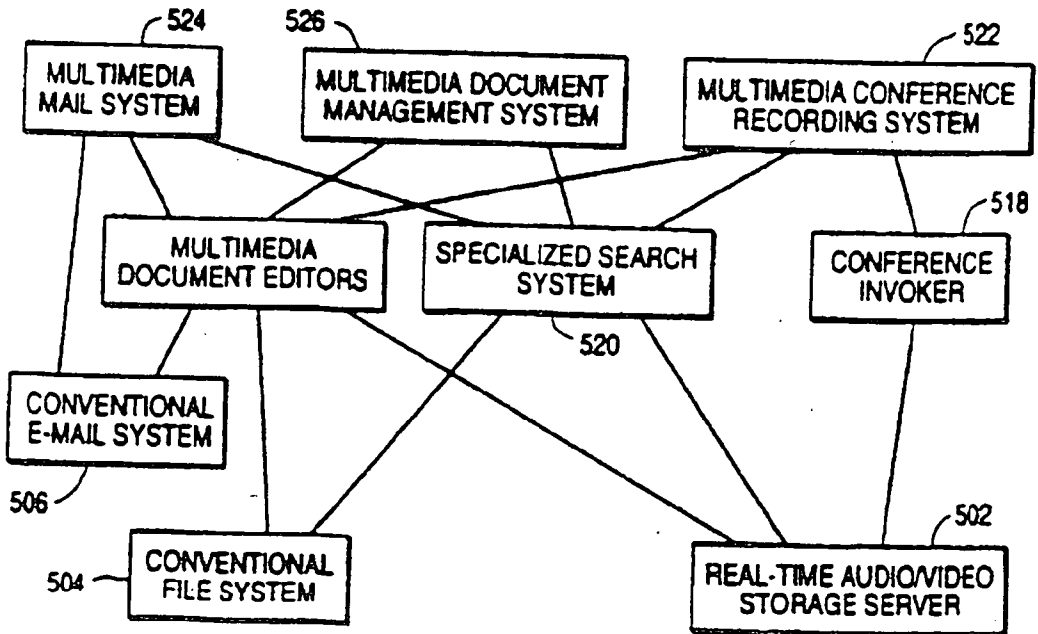 524
526
522
MULTIMEDIA
MAIL SYSTEM
MULTIMEDIA DOCUMENT
MANAGEMENT SYSTEM
MULTIMEDIA CONFERENCE
RECORDING SYSTEM
518
MULTIMEDIA
DOCUMENT EDITORS
SPECIALIZED SEARCH
SYSTEM
CONFERENCE
INVOKER
520
CONVENTIONAL
E-MAIL SYSTEM
506
502
504
CONVENTIONAL
FILE SYSTEM
REAL-TIME AUDIO/VIDEO
STORAGE SERVER